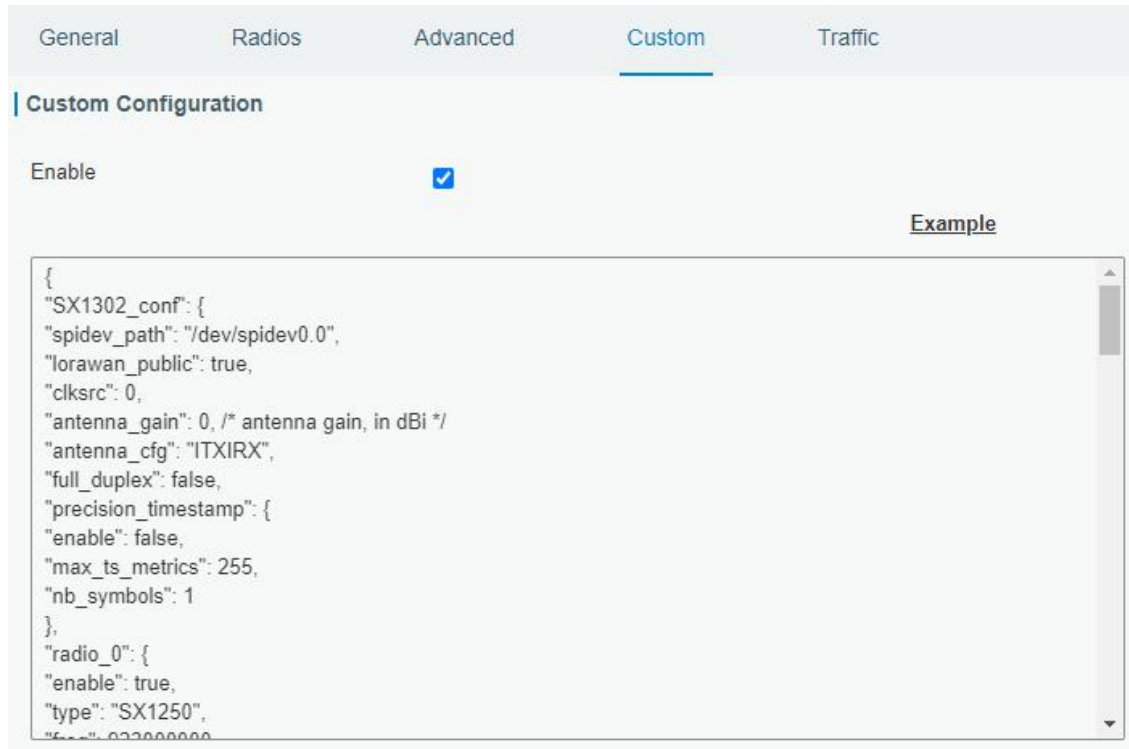 General Radios Advanced Custom Traffic
Custom Configuration
Enable
Example
{
"SX1302_conf": {
"spidev_path": "/dev/spidev0.0",
"lorawan_public": true,
"clksrc": 0,
"antenna_gain": 0, /* antenna gain, in dBi */
"antenna_cfg": "ITXIRX",
"full_duplex": false,
"precision_timestamp": {
"enable": false,
"max_ts_metrics": 255,
"nb_symbols": 1
},
"radio_0": {
"enable": true,
"type": "SX1250",